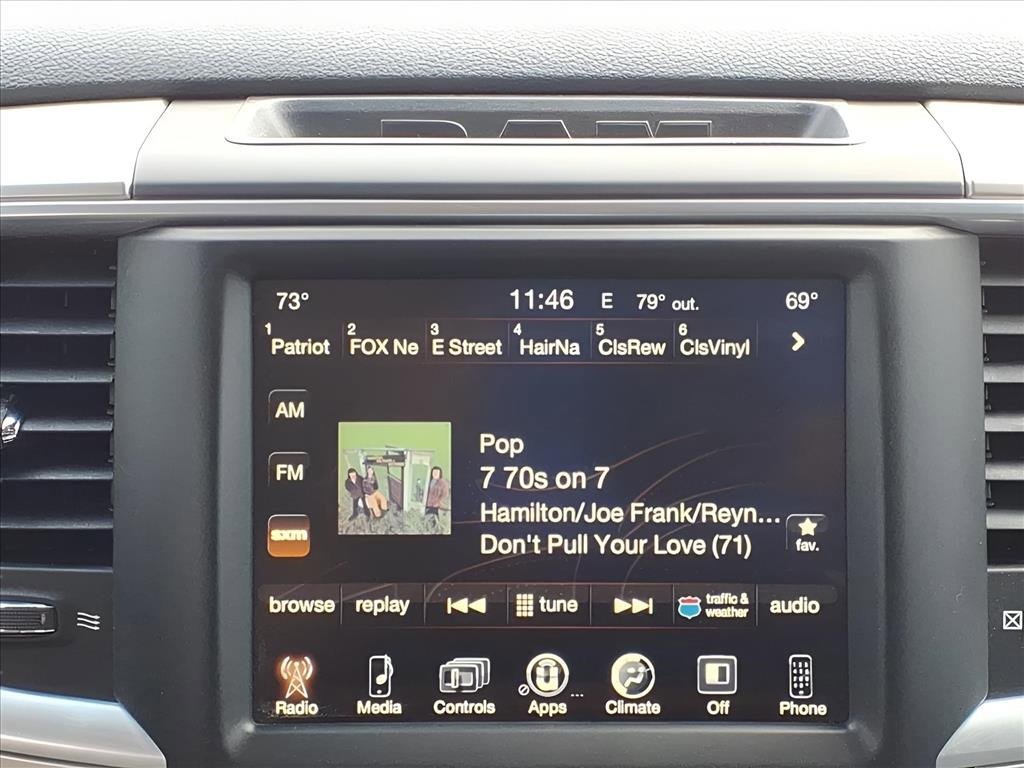 RAM
73° 11:46 E 79° out. 69°
1 Patriot 2 FOX Ne 3 E Street 4 HairNa 5 ClsRew 6 ClsVinyl
AM
Pop
FM
7 70s on 7
Hamilton/Joe Frank/Reyn...
sxm
Don't Pull Your Love (71)
fav.
browse replay tune traffic & weather audio
Radio Media Controls Apps ... Climate Off Phone